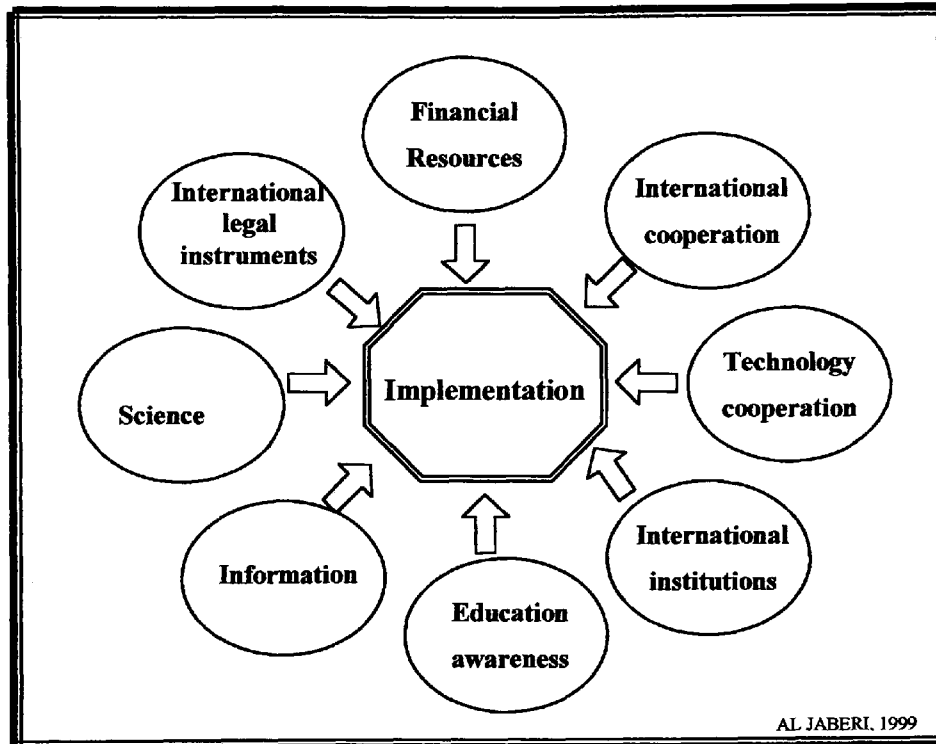 Financial
Resources
International
cooperation
Technology
cooperation
International
institutions
Education
awareness
Information
Science
International
legal
instruments
Implementation
AL JABERI, 1999